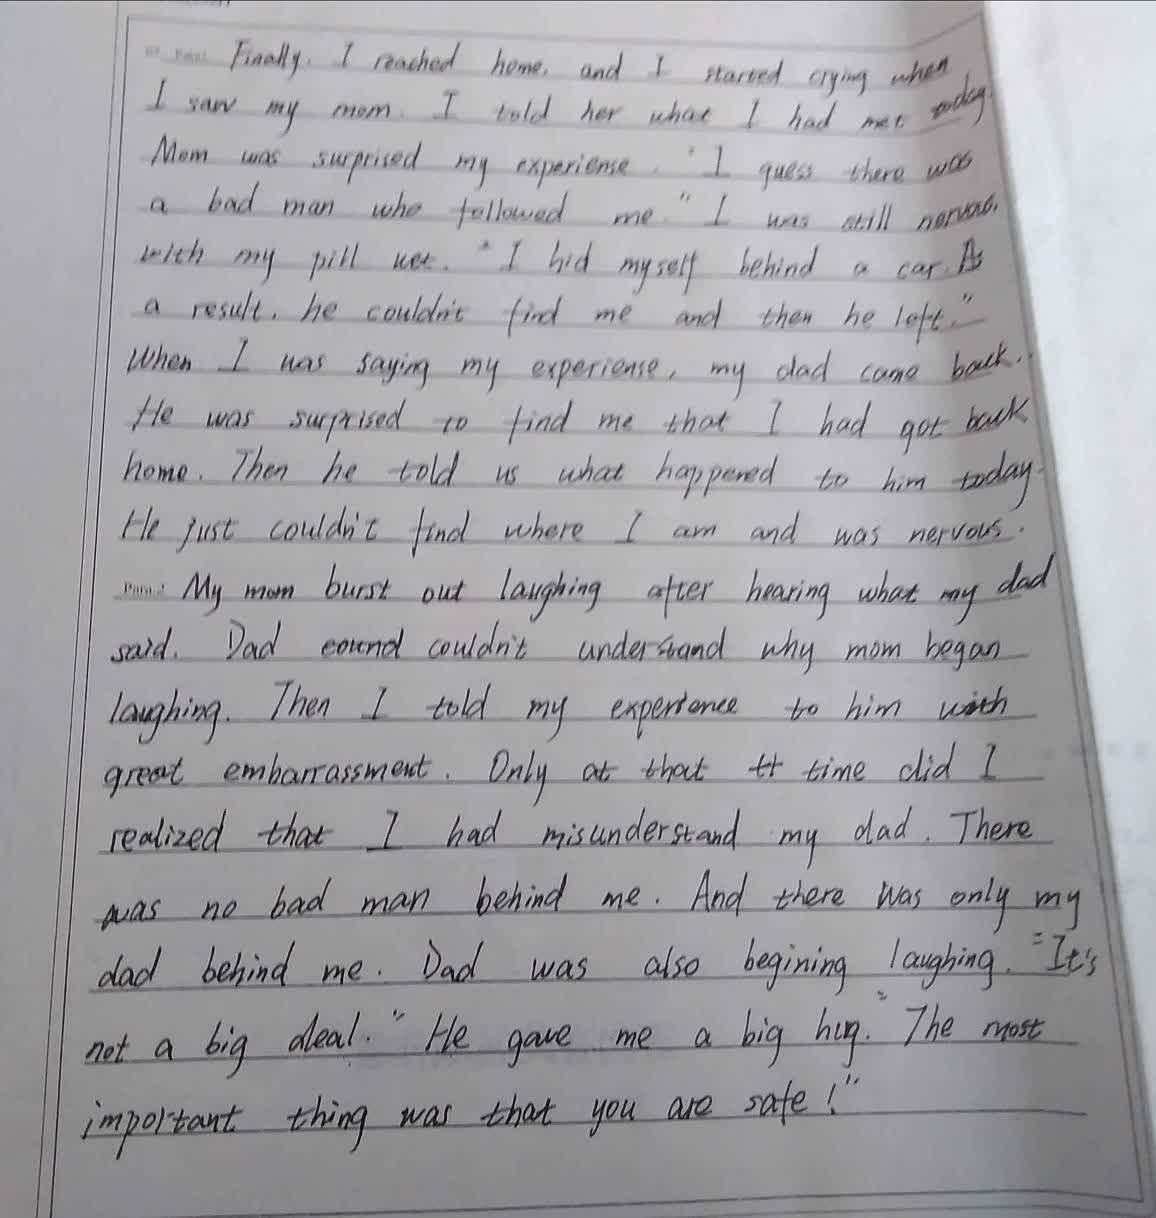 Finally, I reached home, and I started crying when
I saw my mom. I told her what I had met today.
Mom was surprised my experiense. "I guess there was
a bad man who followed me." I was still nervous,
with my pill wet. "I hid myself behind a car. As
a result, he couldn't find me and then he left."
When I was saying my experiense, my dad came back.
He was surprised to find me that I had got back
home. Then he told us what happened to him today.
He just couldn't find where I am and was nervous.
My mom burst out laughing after hearing what my dad
said. Dad couldn't understand why mom began
laughing. Then I told my experience to him with
great embarrassment. Only at that time did I
realized that I had misunderstand my dad. There
was no bad man behind me. And there was only my
dad behind me. Dad was also begining laughing. "It's
not a big deal." He gave me a big hug. "The most
important thing was that you are safe!"